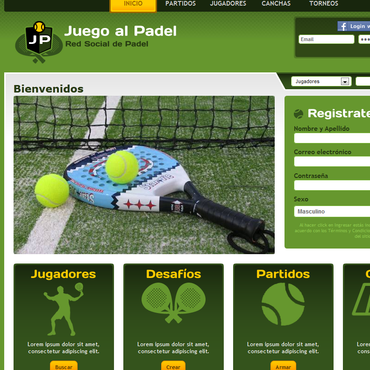 INICIO PARTIDOS JUGADORES CANCHAS TORNEOS
JP
Juego al Padel
Red Social de Padel
f Login w
Email
••••••
Jugadores
Bienvenidos
Registrate
Nombre y Apellido
Correo electrónico
Contraseña
Sexo
Masculino
Jugadores
Desafíos
Partidos
Lorem ipsum dolor sit amet, consectetur adipiscing elit.
Lorem ipsum dolor sit amet, consectetur adipiscing elit.
Lorem ipsum dolor sit amet, consectetur adipiscing elit.
Buscar
Crear
Armar